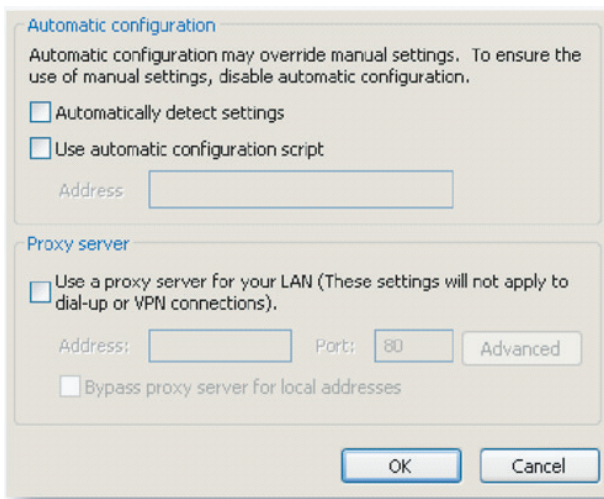 Automatic configuration
Automatic configuration may override manual settings. To ensure the
use of manual settings, disable automatic configuration.
Automatically detect settings
Use automatic configuration script
Address
Proxy server
Use a proxy server for your LAN (These settings will not apply to
dial-up or VPN connections).
Address:
Port:
80
Advanced
Bypass proxy server for local addresses
OK
Cancel